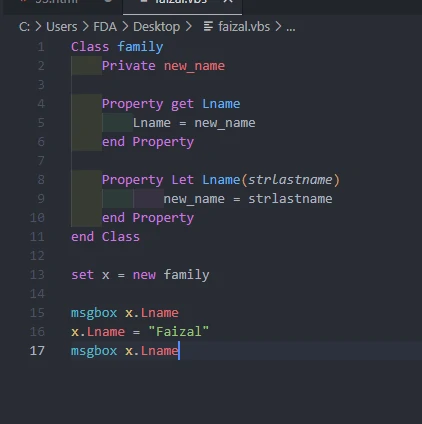 faizal.vbs
C: > Users > FDA > Desktop > faizal.vbs > ...
1 Class family
2 Private new_name
3
4 Property get Lname
5 Lname = new_name
6 end Property
7
8 Property Let Lname(strlastname)
9 new_name = strlastname
10 end Property
11 end Class
12
13 set x = new family
14
15 msgbox x.Lname
16 x.Lname = "Faizal"
17 msgbox x.Lname